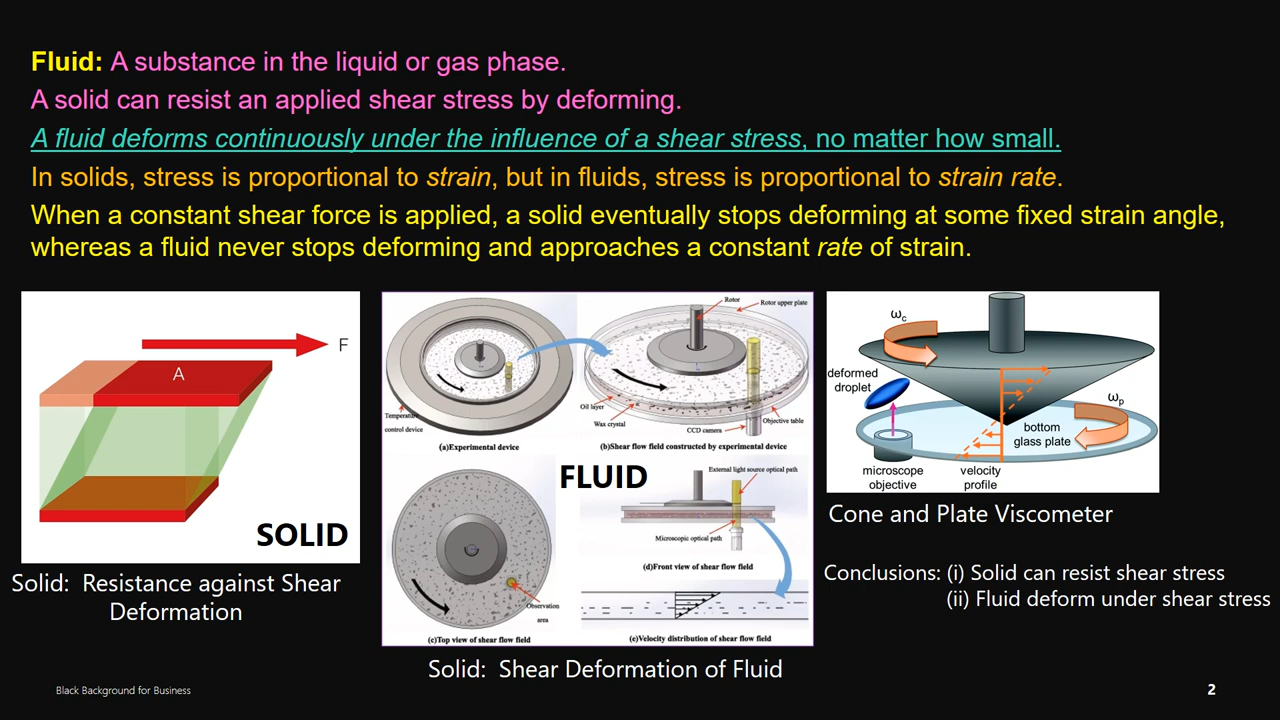 Fluid: A substance in the liquid or gas phase.
A solid can resist an applied shear stress by deforming.
A fluid deforms continuously under the influence of a shear stress, no matter how small.
In solids, stress is proportional to strain, but in fluids, stress is proportional to strain rate.
When a constant shear force is applied, a solid eventually stops deforming at some fixed strain angle,
whereas a fluid never stops deforming and approaches a constant rate of strain.
F
A
SOLID
Solid: Resistance against Shear
Deformation
Rotor
Rotor upper plate
Temperature
control device
Oil layer
Wax crystal
CCD camera
Objective table
(a)Experimental device
(b)Shear flow field constructed by experimental device
FLUID
External light source optical path
Microscopic optical path
(d)Front view of shear flow field
Observation
area
(c)Top view of shear flow field
(e)Velocity distribution of shear flow field
Solid: Shear Deformation of Fluid
ωc
deformed
droplet
ωp
bottom
glass plate
microscope
objective
velocity
profile
Cone and Plate Viscometer
Conclusions: (i) Solid can resist shear stress
(ii) Fluid deform under shear stress
Black Background for Business
2